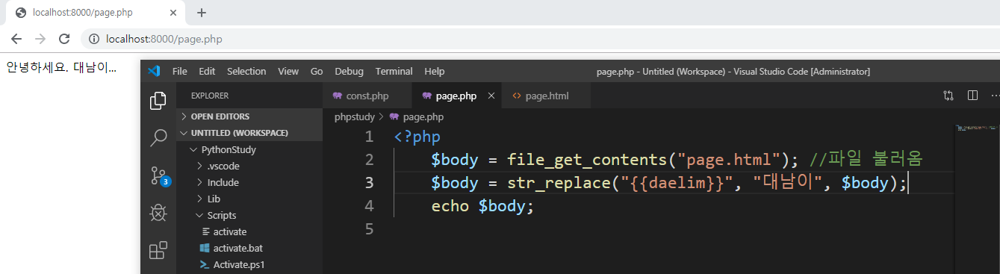 localhost:8000/page.php
localhost:8000/page.php
안녕하세요. 대남이...
File Edit Selection View Go Debug Terminal Help page.php - Untitled (Workspace) - Visual Studio Code [Administrator]
EXPLORER
const.php page.php page.html
OPEN EDITORS
phpstudy > page.php
UNTITLED (WORKSPACE)
1 <?php
PythonStudy
2 $body = file_get_contents("page.html"); //파일 불러옴
.vscode
3 $body = str_replace("{{daelim}}", "대남이", $body);
Include
3
Lib
4 echo $body;
Scripts
5
activate
activate.bat
Activate.ps1